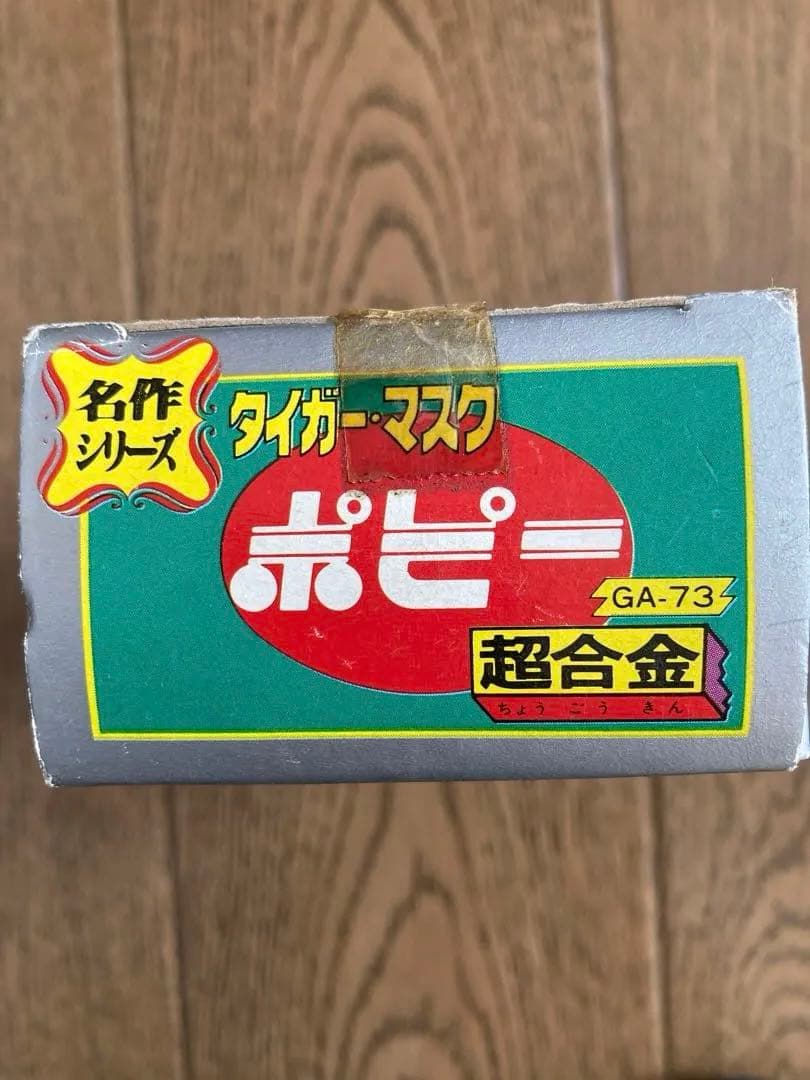 名作
シリーズ
タイガー・マスク
ポピー
GA-73
超合金
ちょう ごう きん